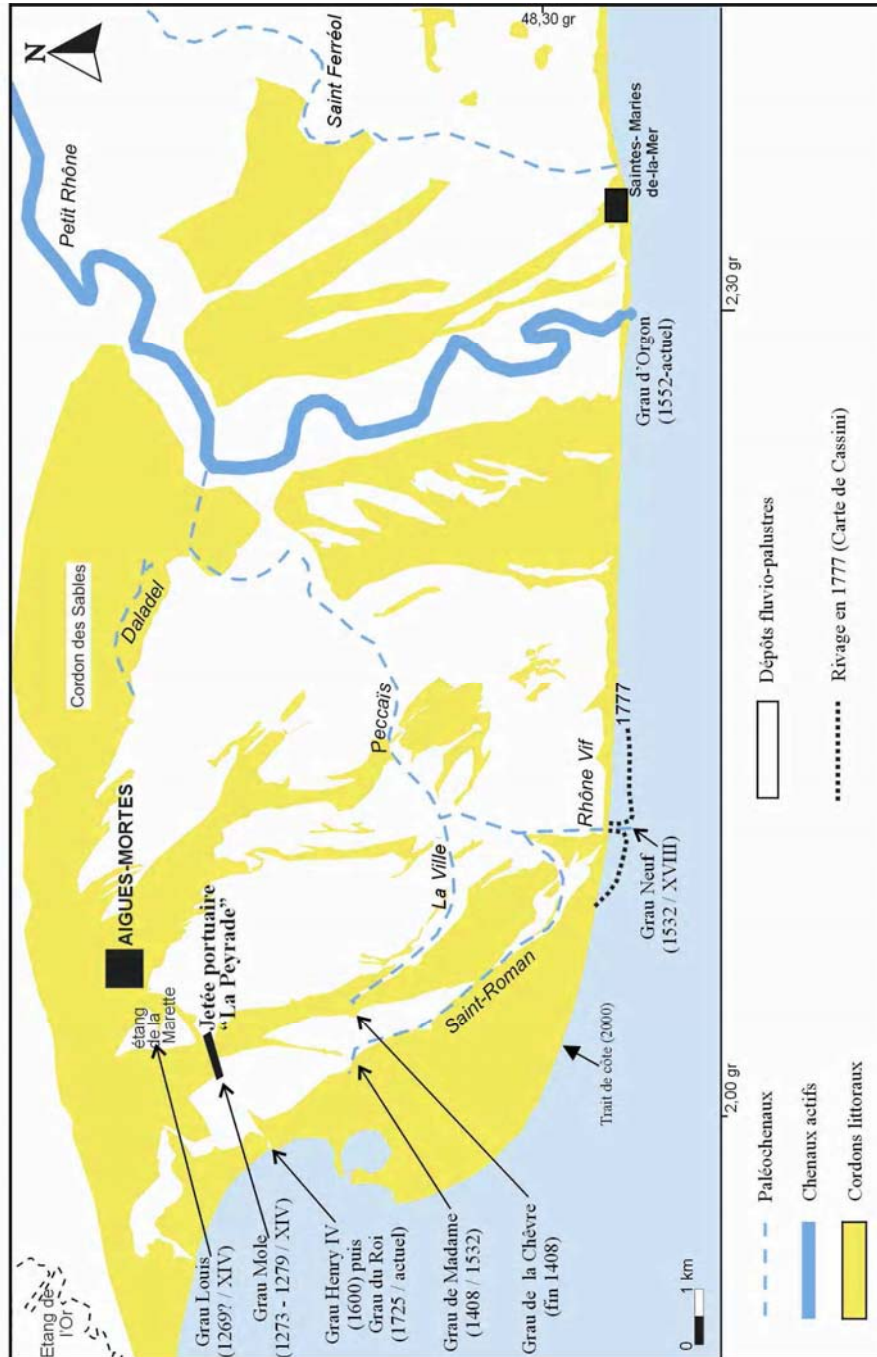 N
48,30 gr
Petit Rhône
Saint Ferréol
Saintes-Maries
de-la-Mer
2,30 gr
Grau d'Orgon
(1552-actuel)
Cordon des Sables
Daladel
Peccaïs
1777
Rhône Vif
Grau Neuf
(1532 / XVIII)
AIGUES-MORTES
étang
de la
Marette
Jetée portuaire
"La Peyrade"
La Ville
Saint-Roman
Trait de côte (2000)
2,00 gr
Etang de
l'Or
Grau Louis
(1269? / XIV)
Grau Mole
(1273 - 1279 / XIV)
Grau Henry IV
(1600) puis
Grau du Roi
(1725 / actuel)
Grau de Madame
(1408 / 1532)
Grau de la Chêvre
(fin 1408)
0 1 km
Paléochenaux
Chenaux actifs
Cordons littoraux
Dépôts fluvio-palustres
Rivage en 1777 (Carte de Cassini)